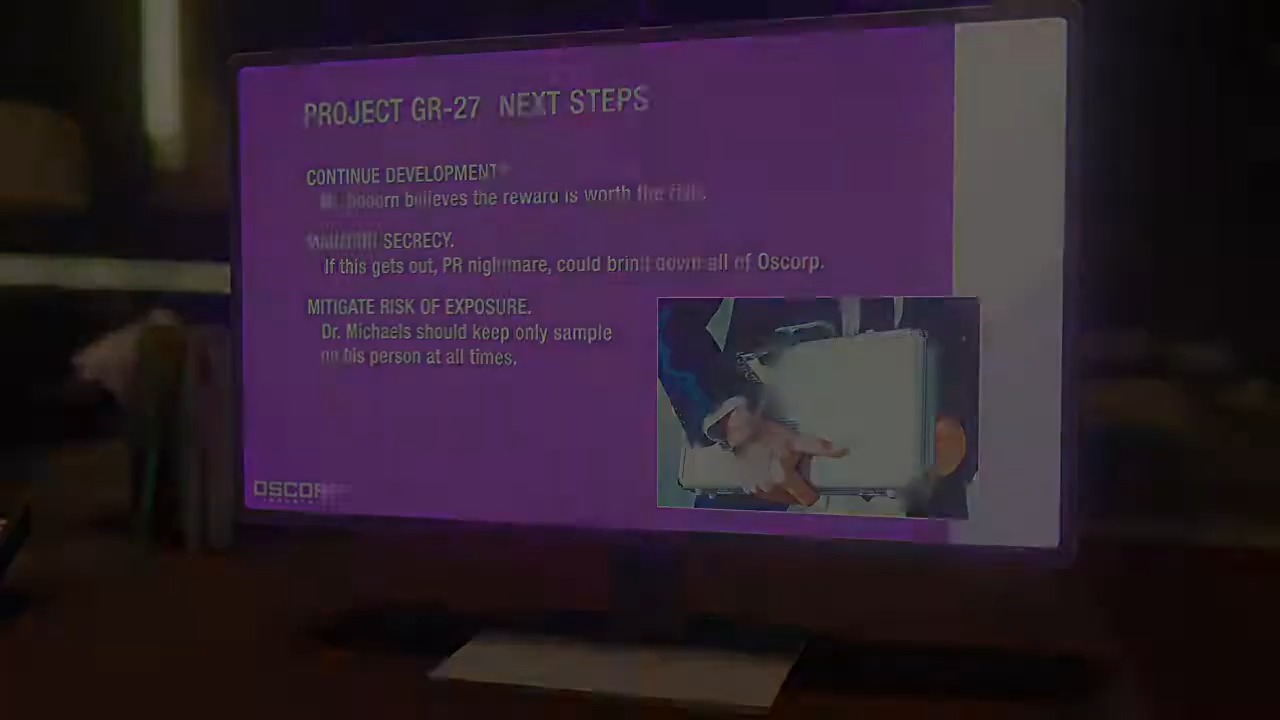 PROJECT GR-27 NEXT STEPS
CONTINUE DEVELOPMENT
believes the reward is worth the risk.
SECRECY.
If this gets out, PR nightmare, could bring down all of Oscorp.
MITIGATE RISK OF EXPOSURE.
Dr. Michaels should keep only sample
on his person at all times.
OSCORP